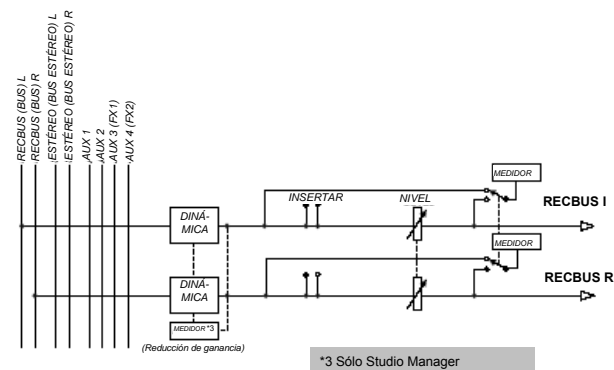 RECBUS (BUS) L
RECBUS (BUS) R
ESTÉREO (BUS ESTÉREO) L
ESTÉREO (BUS ESTÉREO) R
AUX 1
AUX 2
AUX 3 (FX1)
AUX 4 (FX2)
MEDIDOR
INSERTAR
NIVEL
RECBUS I
DINÁ-
MICA
MEDIDOR
RECBUS R
DINÁ-
MICA
MEDIDOR *3
(Reducción de ganancia)
*3 Sólo Studio Manager